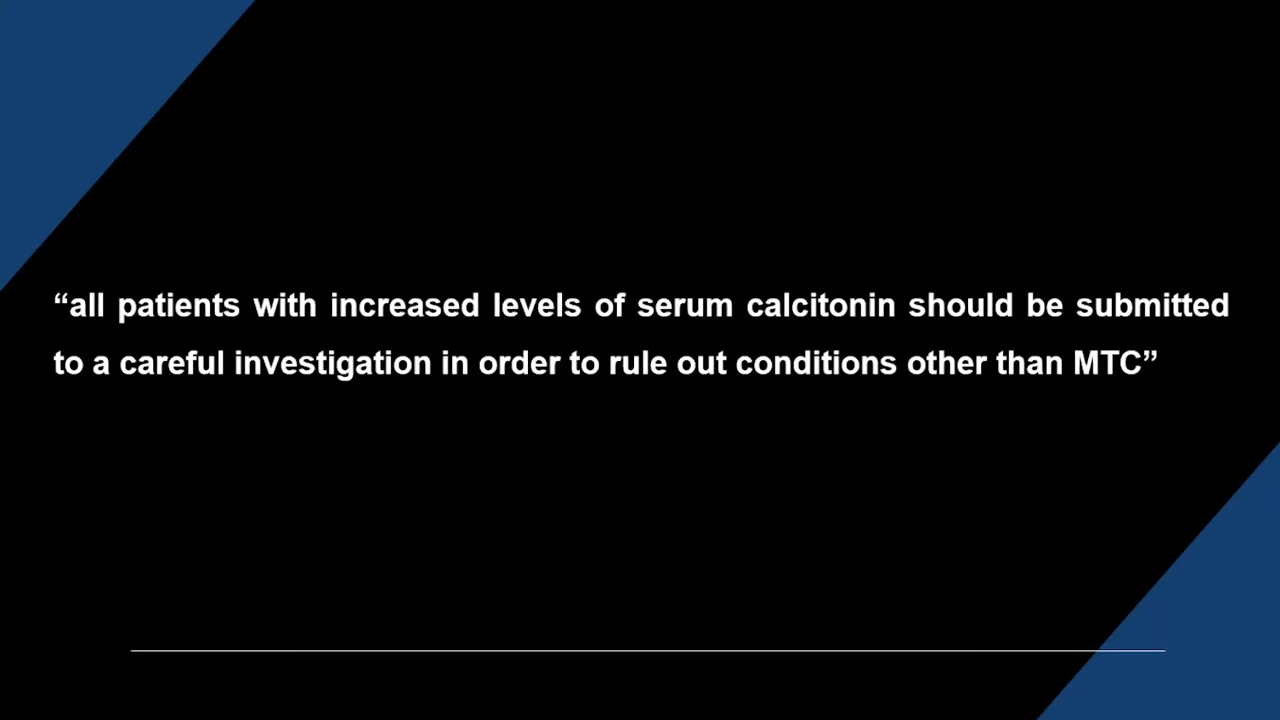 “all patients with increased levels of serum calcitonin should be submitted
to a careful investigation in order to rule out conditions other than MTC”